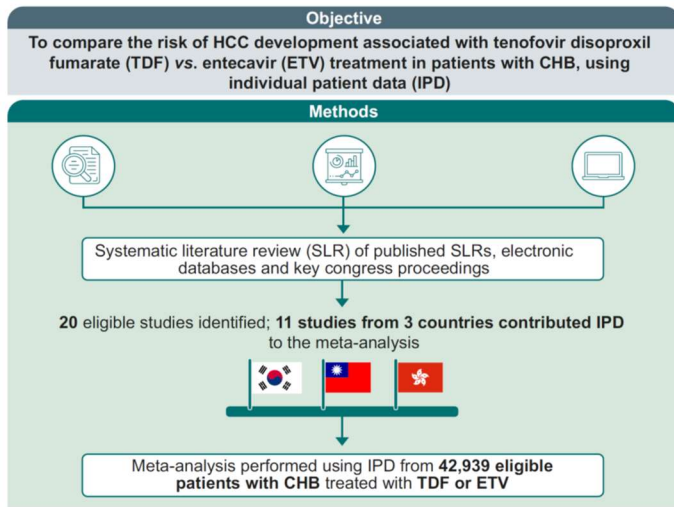 Objective
To compare the risk of HCC development associated with tenofovir disoproxil
fumarate (TDF) vs. entecavir (ETV) treatment in patients with CHB, using
individual patient data (IPD)
Methods
Systematic literature review (SLR) of published SLRs, electronic
databases and key congress proceedings
20 eligible studies identified; 11 studies from 3 countries contributed IPD
to the meta-analysis
Meta-analysis performed using IPD from 42,939 eligible
patients with CHB treated with TDF or ETV